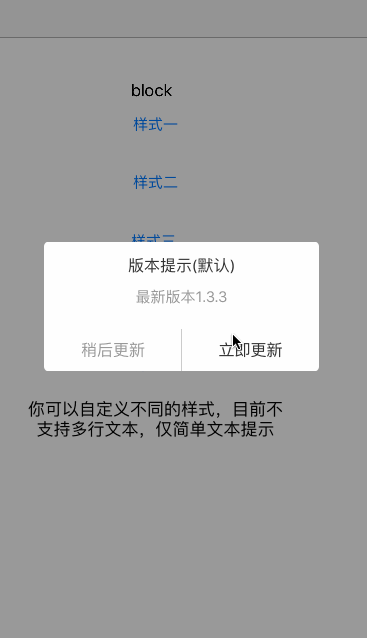 block
样式一
样式二
样式三
版本提示(默认)
最新版本1.3.3
稍后更新
立即更新
你可以自定义不同的样式，目前不
支持多行文本，仅简单文本提示